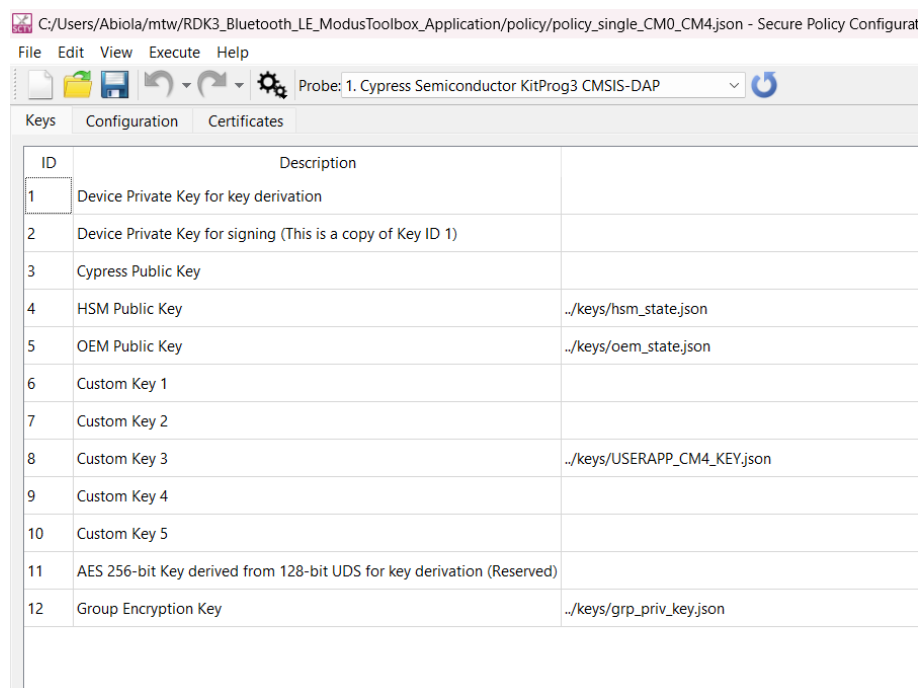 C:/Users/Abiola/mtw/RDK3_Bluetooth_LE_ModusToolbox_Application/policy/policy_single_CM0_CM4.json - Secure Policy Configurat
File Edit View Execute Help
Probe: 1. Cypress Semiconductor KitProg3 CMSIS-DAP
Keys Configuration Certificates
ID Description
1 Device Private Key for key derivation
2 Device Private Key for signing (This is a copy of Key ID 1)
3 Cypress Public Key
4 HSM Public Key ../keys/hsm_state.json
5 OEM Public Key ../keys/oem_state.json
6 Custom Key 1
7 Custom Key 2
8 Custom Key 3 ../keys/USERAPP_CM4_KEY.json
9 Custom Key 4
10 Custom Key 5
11 AES 256-bit Key derived from 128-bit UDS for key derivation (Reserved)
12 Group Encryption Key ../keys/grp_priv_key.json